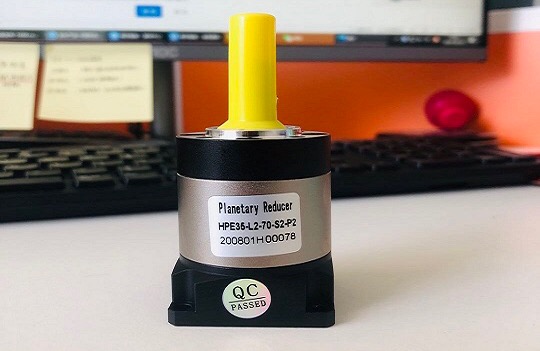 Planetary Reducer
HPE35-L2-70-S2-P2
200801H00078
QC
PASSED